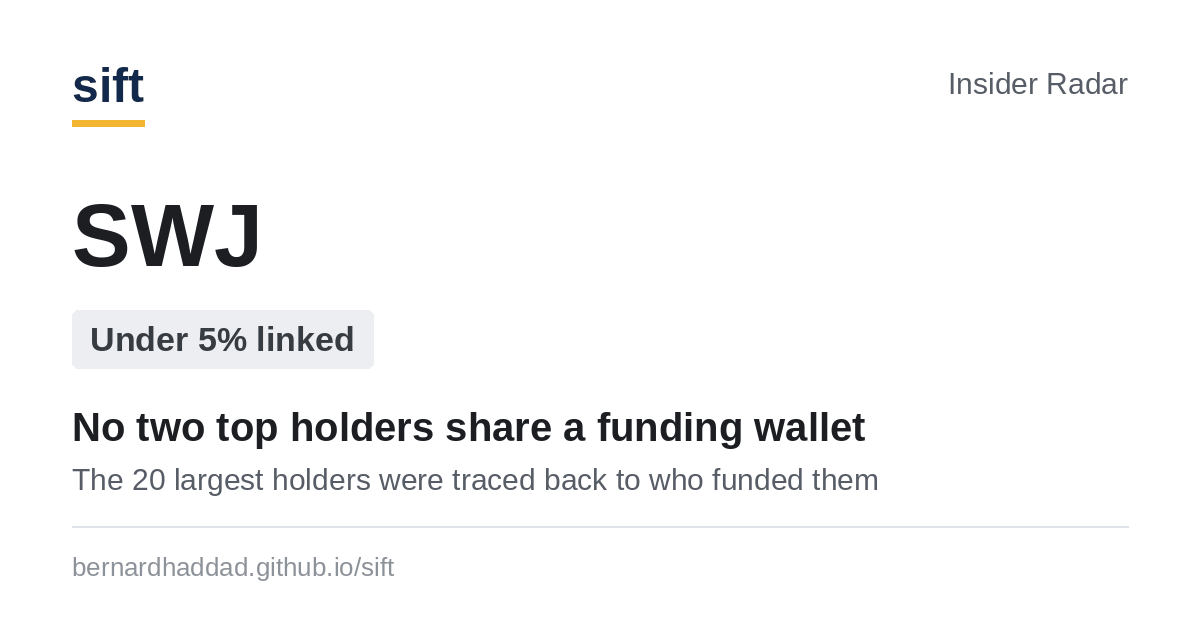 sift
Insider Radar
SWJ
Under 5% linked
No two top holders share a funding wallet
The 20 largest holders were traced back to who funded them
bernardhaddad.github.io/sift